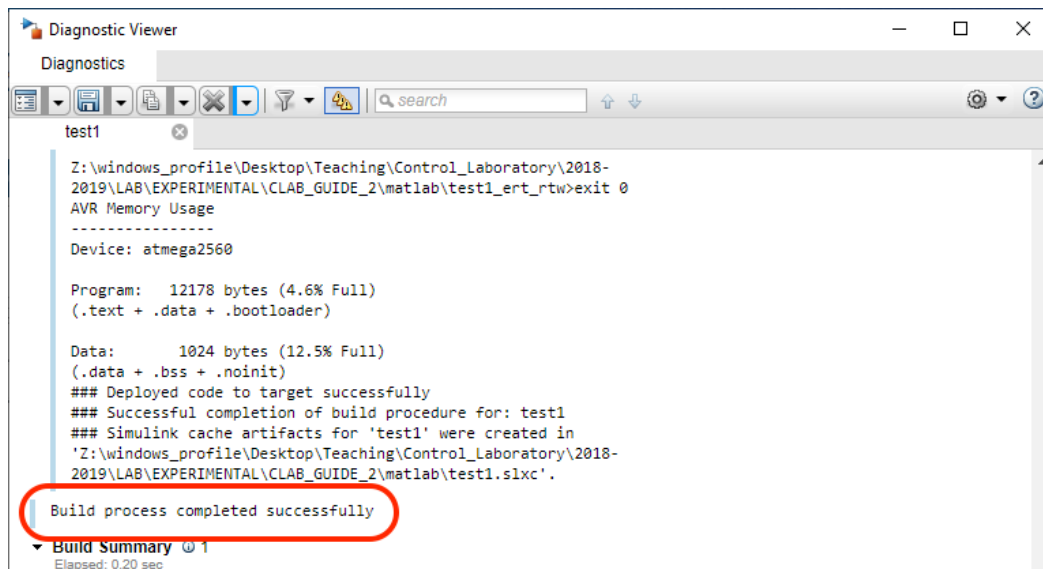 Diagnostic Viewer
Diagnostics
search
test1
Z:\windows_profile\Desktop\Teaching\Control_Laboratory\2018-
2019\LAB\EXPERIMENTAL\CLAB_GUIDE_2\matlab\test1_ert_rtw>exit 0
AVR Memory Usage
----------------
Device: atmega2560
Program:   12178 bytes (4.6% Full)
(.text + .data + .bootloader)
Data:       1024 bytes (12.5% Full)
(.data + .bss + .noinit)
### Deployed code to target successfully
### Successful completion of build procedure for: test1
### Simulink cache artifacts for 'test1' were created in
'Z:\windows_profile\Desktop\Teaching\Control_Laboratory\2018-
2019\LAB\EXPERIMENTAL\CLAB_GUIDE_2\matlab\test1.slxc'.
Build process completed successfully
Build Summary 1
Elapsed: 0.20 sec